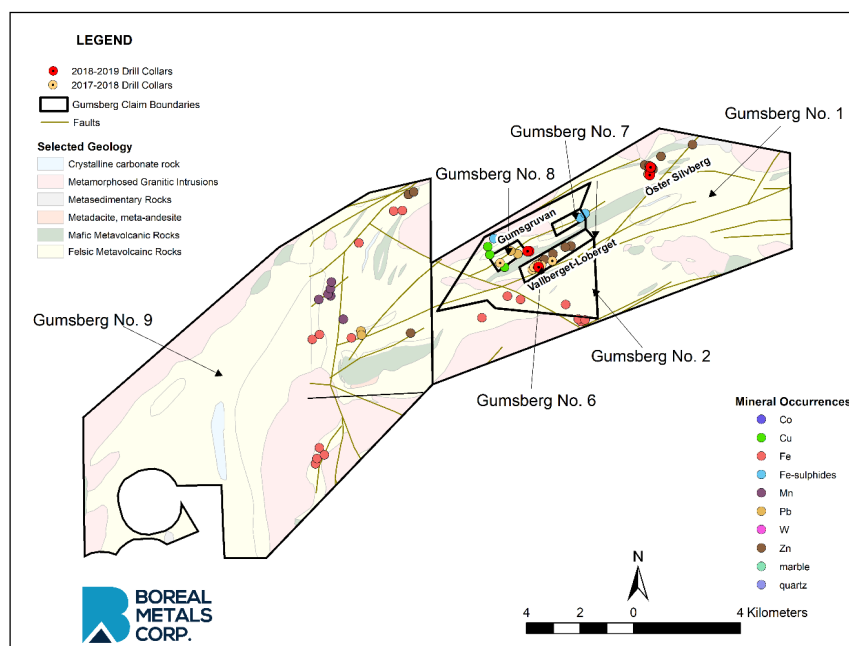 LEGEND
2018-2019 Drill Collars
2017-2018 Drill Collars
Gumsberg Claim Boundaries
Faults
Selected Geology
Crystalline carbonate rock
Metamorphosed Granitic Intrusions
Metasedimentary Rocks
Metadacite, meta-andesite
Mafic Metavolcanic Rocks
Felsic Metavolcainc Rocks
Gumsberg No. 7
Gumsberg No. 1
Gumsberg No. 8
Öster Silvberg
Gumsgruvan
Vallberget-Loberget
Gumsberg No. 9
Gumsberg No. 2
Gumsberg No. 6
Mineral Occurrences
Co
Cu
Fe
Fe-sulphides
Mn
Pb
W
Zn
marble
quartz
N
4 2 0 4 Kilometers
B
BOREAL
METALS
CORP.